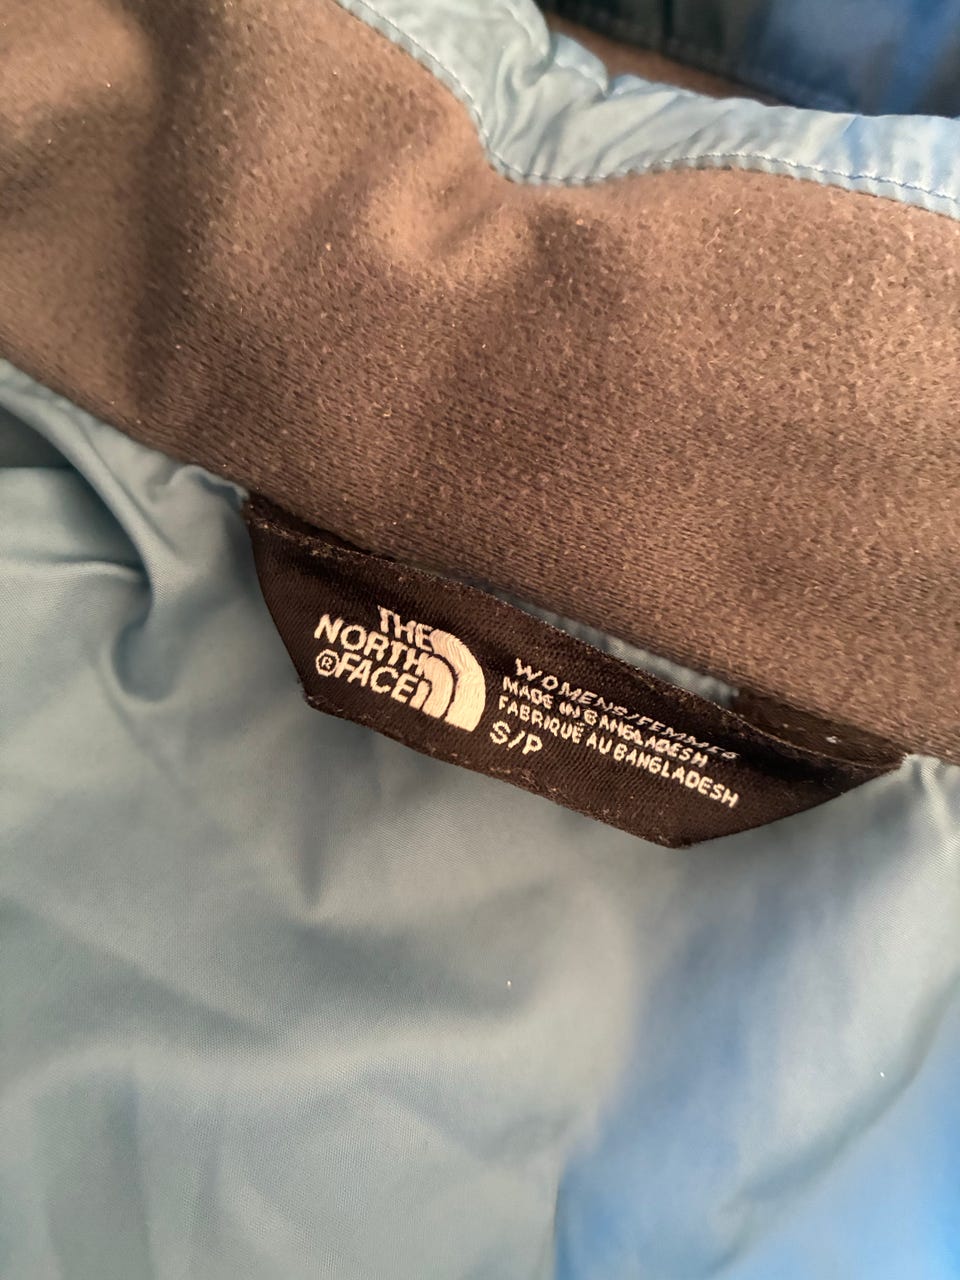 THE
NORTH
®FACE
WOMENS/FEMMES
MADE IN BANGLADESH
FABRIQUÉ AU BANGLADESH
S/P